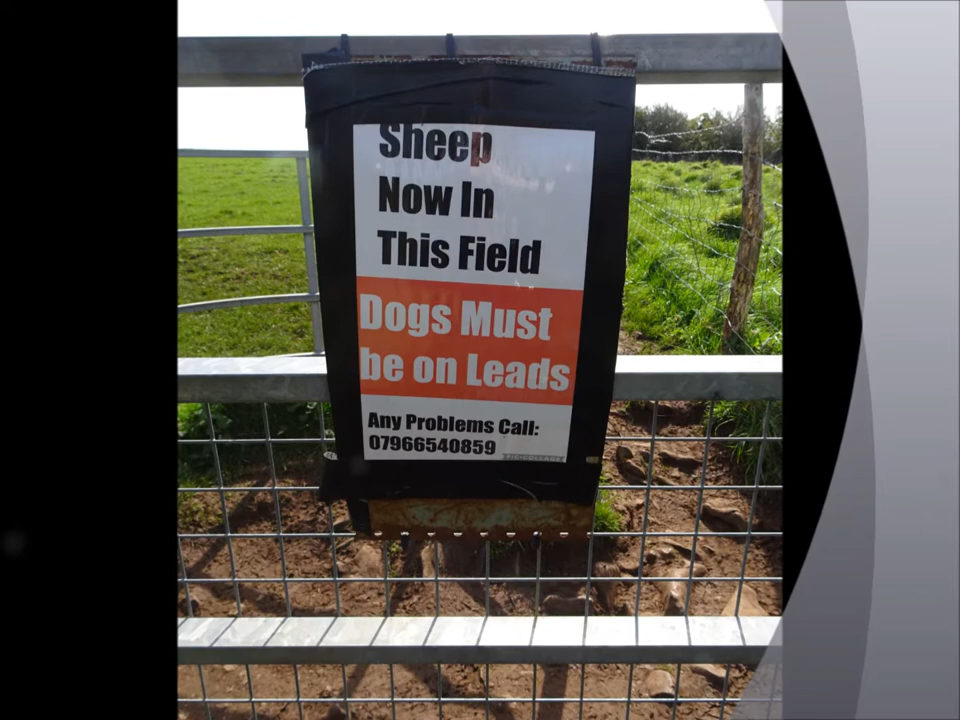 Sheep
Now In
This Field
Dogs Must
be on Leads
Any Problems Call:
07966540859